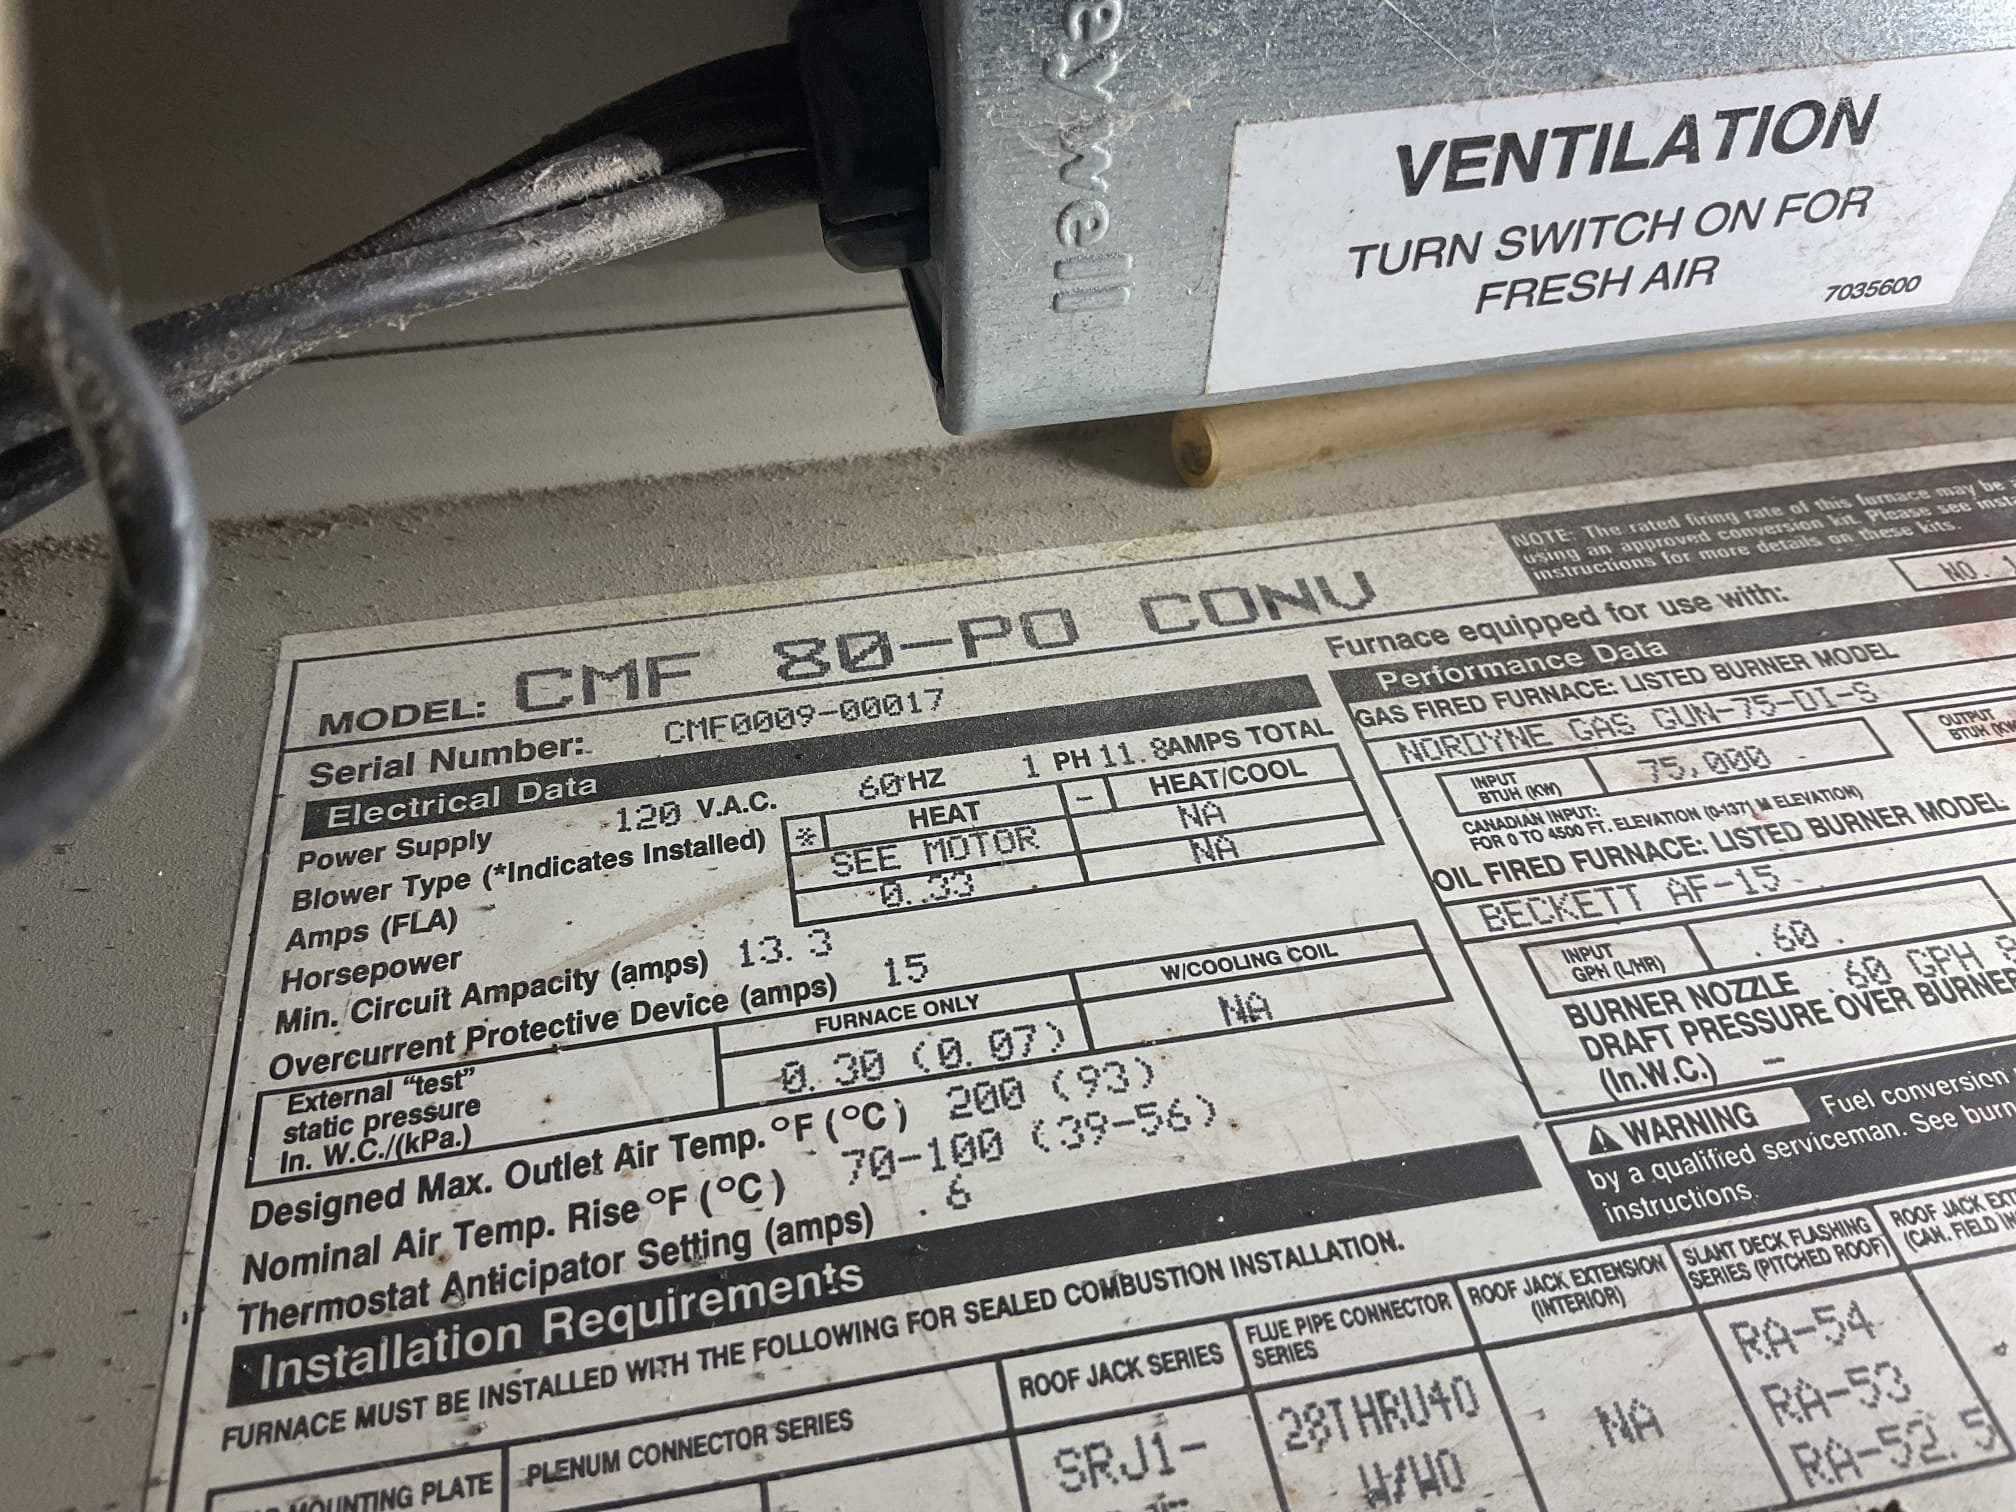 eywell
VENTILATION
TURN SWITCH ON FOR
FRESH AIR
7035600
NOTE: The rated firing rate of this furnace may be
using an approved conversion kit. Please see
instructions for more details on these kits.
MODEL: CMF 80-PO CONV
Serial Number: CMF0009-00017
Electrical Data
Power Supply 120 V.A.C. 60 HZ 1 PH 11.8 AMPS TOTAL
Blower Type (*Indicates Installed) * HEAT - HEAT/COOL
Amps (FLA) SEE MOTOR NA
Horsepower 0.33 NA
Min. Circuit Ampacity (amps) 13.3
Overcurrent Protective Device (amps) 15
External "test"
static pressure
In. W.C./(kPa.)
FURNACE ONLY W/COOLING COIL
0.30 (0.07) NA
Designed Max. Outlet Air Temp. °F (°C) 200 (93)
Nominal Air Temp. Rise °F (°C) 70-100 (39-56)
Thermostat Anticipator Setting (amps) .6
Furnace equipped for use with: NO.
Performance Data
GAS FIRED FURNACE: LISTED BURNER MODEL
NORDYNE GAS GUN-75-DI-S
INPUT
BTUH (KW)
75,000
OUTPUT
BTUH
CANADIAN INPUT:
FOR 0 TO 4500 FT. ELEVATION (0-1371 M ELEVATION)
OIL FIRED FURNACE: LISTED BURNER MODEL
BECKETT AF-15
INPUT
GPH (L/HR)
.60
BURNER NOZZLE .60 GPH
DRAFT PRESSURE OVER BURNER
(In.W.C.) -
WARNING Fuel conversion
by a qualified serviceman. See
instructions.
Installation Requirements
FURNACE MUST BE INSTALLED WITH THE FOLLOWING FOR SEALED COMBUSTION INSTALLATION.
MOUNTING PLATE
PLENUM CONNECTOR SERIES
ROOF JACK SERIES
FLUE PIPE CONNECTOR
SERIES
ROOF JACK EXTENSION
(INTERIOR)
SLANT DECK FLASHING
SERIES (PITCHED ROOF)
ROOF JACK
(CAN. FIELD
SRJ1-
28THRU40
W/WO
NA
RA-54
RA-53
RA-52.5